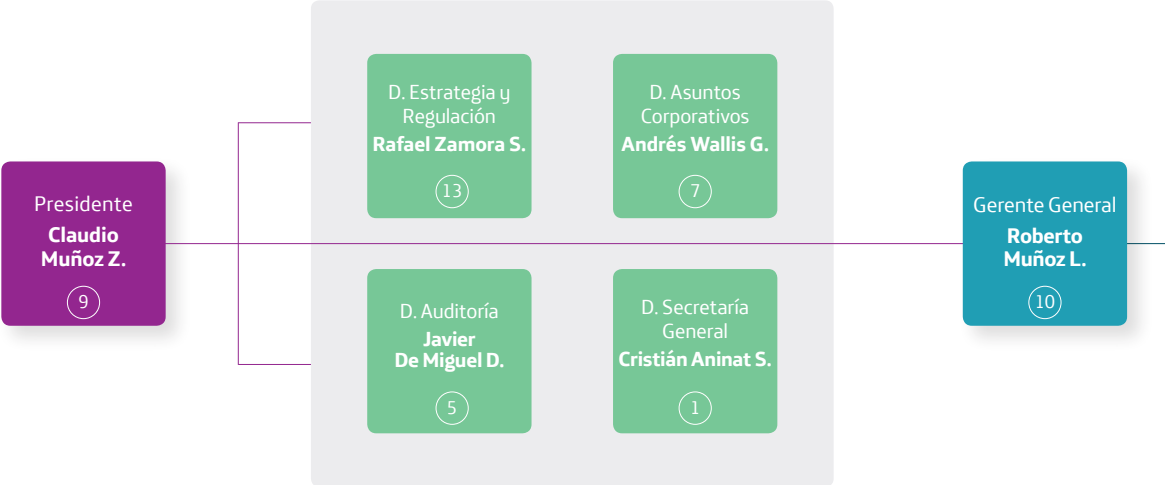 Presidente
Claudio
Muñoz Z.
9
D. Estrategia y
Regulación
Rafael Zamora S.
13
D. Asuntos
Corporativos
Andrés Wallis G.
7
D. Auditoría
Javier
De Miguel D.
5
D. Secretaría
General
Cristián Aninat S.
1
Gerente General
Roberto
Muñoz L.
10